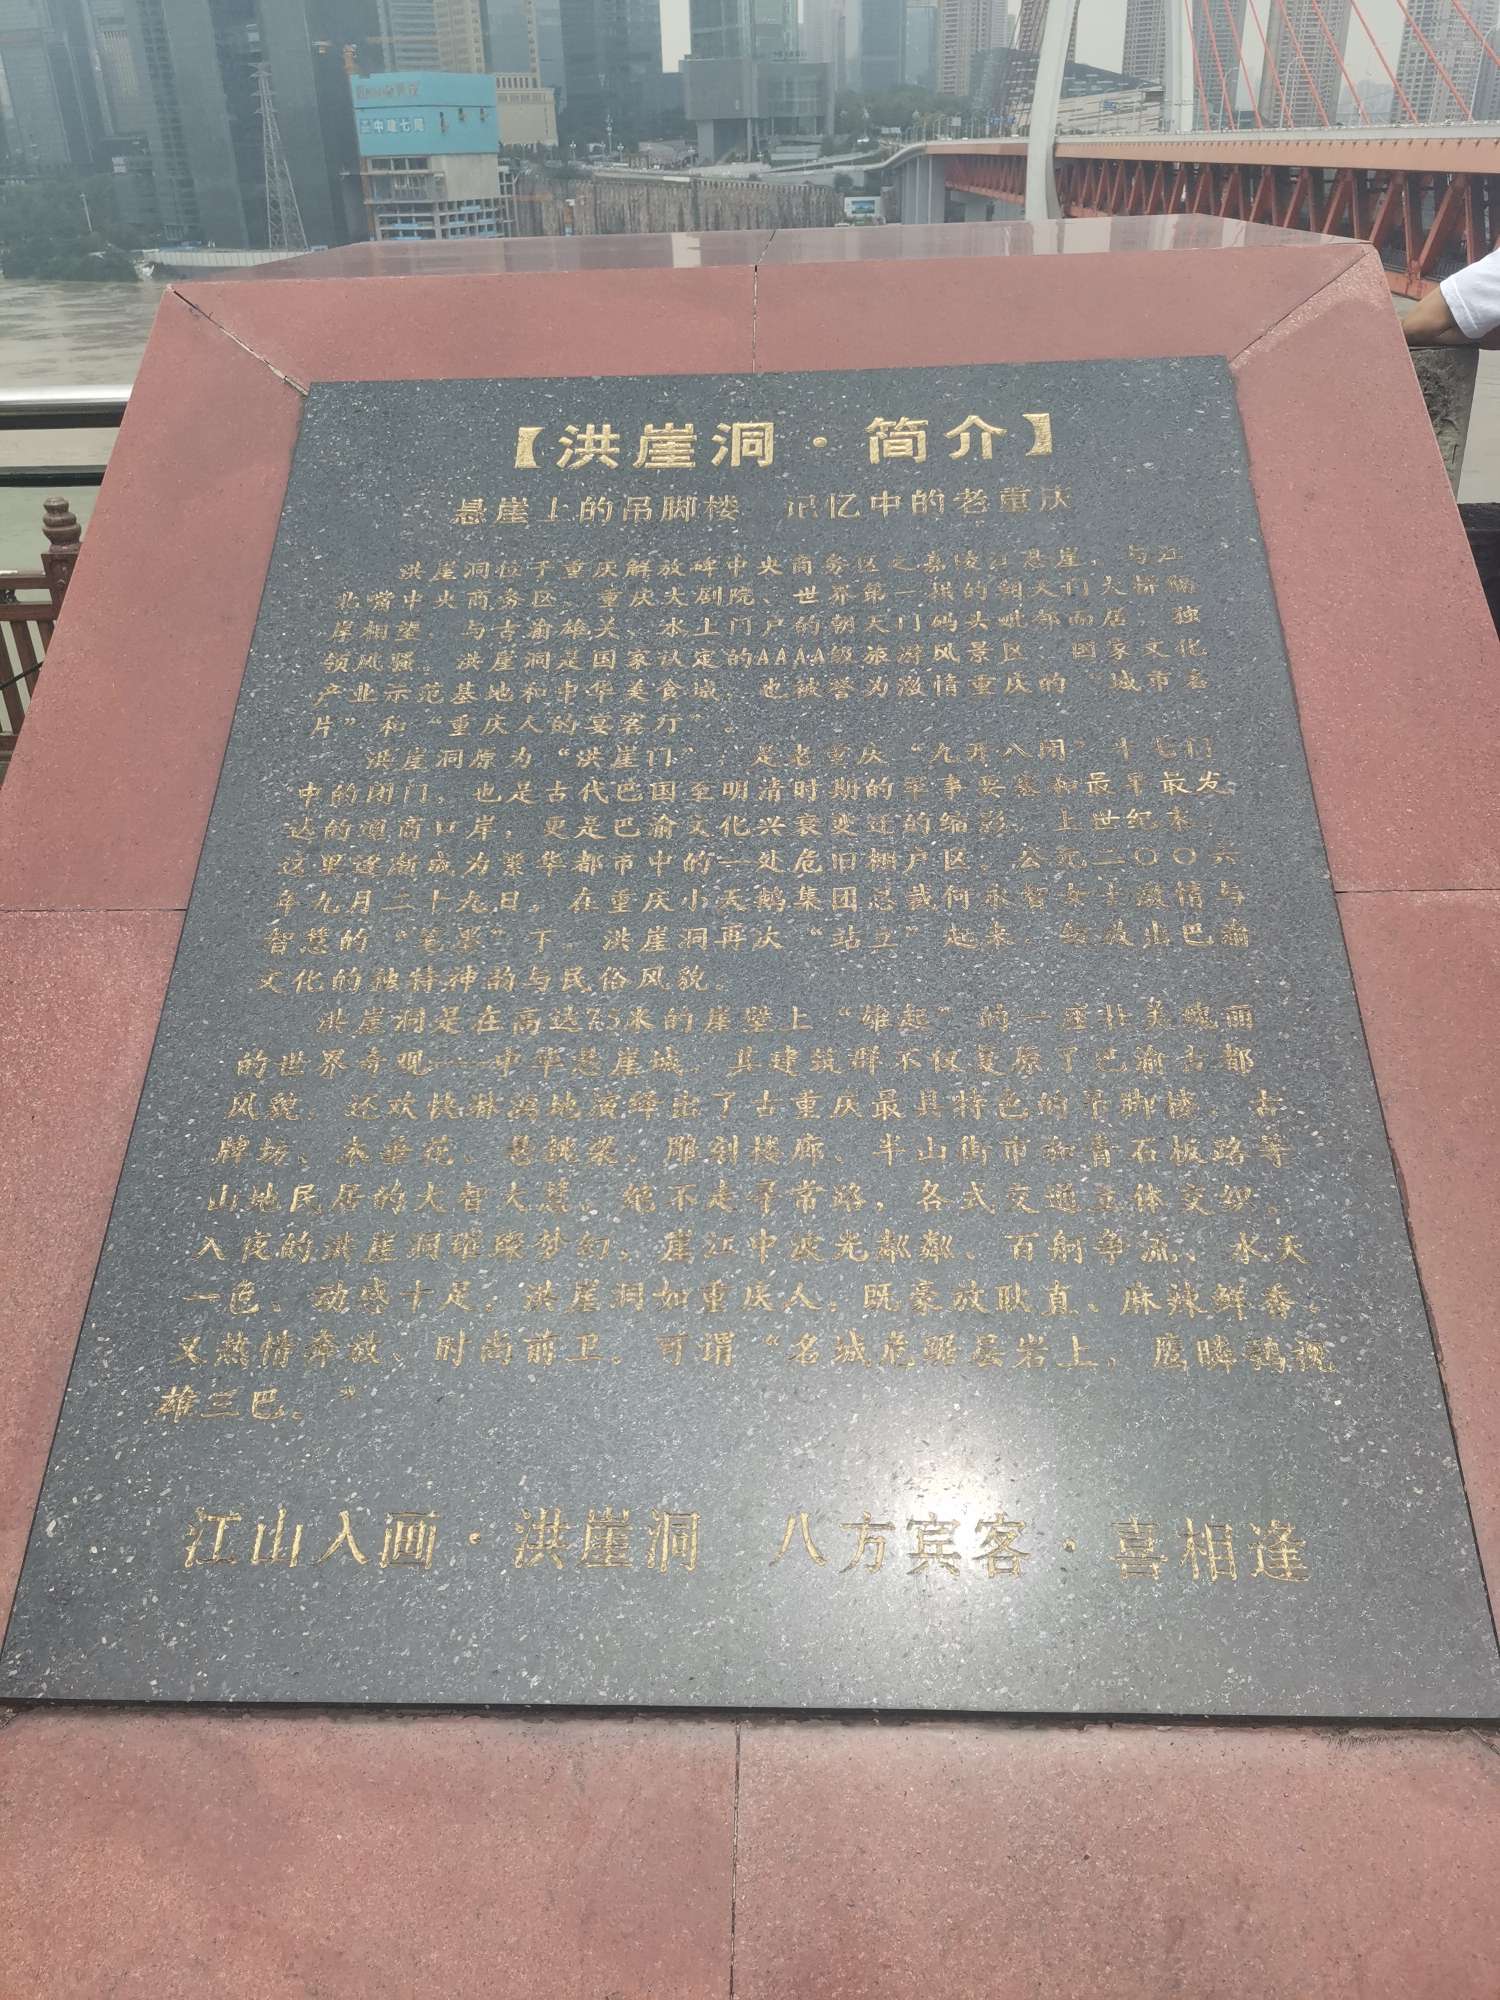 中建七局
【洪崖洞·简介】
悬崖上的吊脚楼 记忆中的老重庆
洪崖洞位于重庆解放碑中央商务区之嘉陵江悬崖，与江
北嘴中央商务区、重庆大剧院、世界第一拱的朝天门大桥隔
岸相望，与古渝雄关、水上门户的朝天门码头毗邻而居，独
领风骚。洪崖洞是国家认定的AAAA级旅游风景区、国家文化
产业示范基地和中华美食城，也被誉为激情重庆的“城市名
片”和“重庆人的宴客厅”。
洪崖洞原为“洪崖门”，是老重庆“九开八闭”十七门
中的闭门，也是古代巴国至明清时期的军事要塞和最早最发
达的通商口岸，更是巴渝文化兴衰变迁的缩影。上世纪末，
这里逐渐成为繁华都市中的一处危旧棚户区。公元二〇〇六
年九月二十九日，在重庆小天鹅集团总裁何永智女士激情与
智慧的“笔墨”下，洪崖洞再次“站立”起来，绽放出巴渝
文化的独特神韵与民俗风貌。
洪崖洞是在高达75米的崖壁上“雄起”的一座壮美瑰丽
的世界奇观——中华悬崖城，其建筑群不仅复原了巴渝古都
风貌，还欢快淋漓地演绎出了古重庆最具特色的吊脚楼、古
牌坊、木垂花、悬挑梁、雕刻楼廊、半山街市和青石板路等
山地民居的大智大慧。绝不走寻常路，各式交通立体交织。
入夜的洪崖洞璀璨梦幻，崖江中波光粼粼、百舸争流、水天
一色、动感十足。洪崖洞如重庆人，既豪放耿直、麻辣鲜香，
又热情奔放、时尚前卫。可谓“名城危踞层岩上，鹰瞵鹗视
雄三巴。”
江山入画·洪崖洞 八方宾客·喜相逢